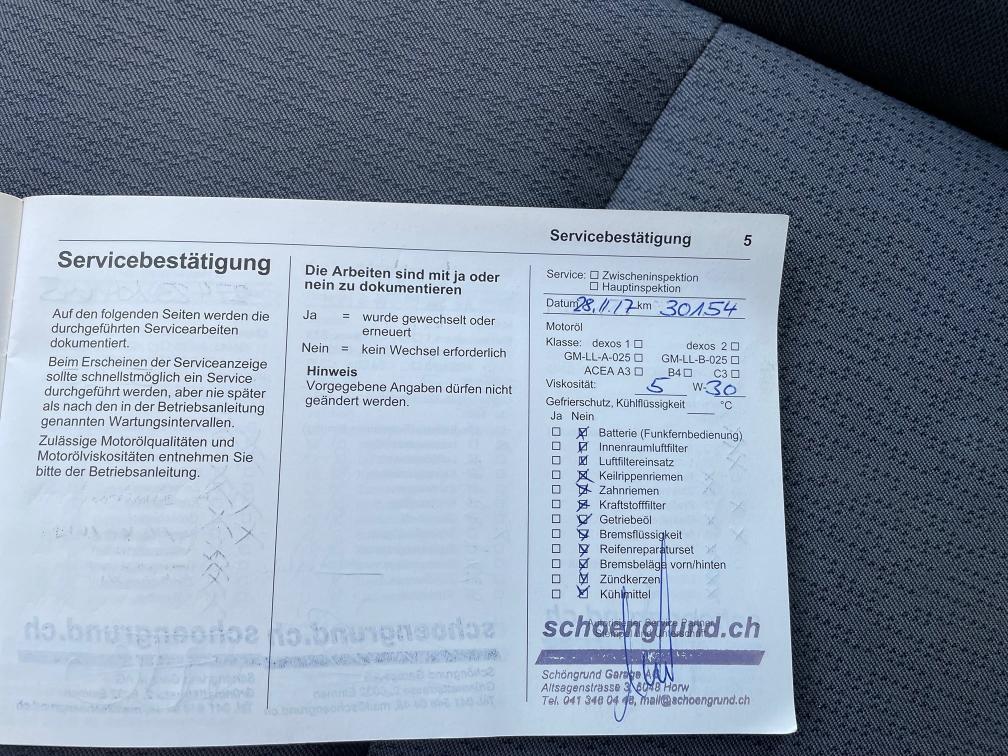 Servicebestätigung 5
Servicebestätigung
Auf den folgenden Seiten werden die
durchgeführten Servicearbeiten
dokumentiert.
Beim Erscheinen der Serviceanzeige
sollte schnellstmöglich ein Service
durchgeführt werden, aber nie später
als nach den in der Betriebsanleitung
genannten Wartungsintervallen.
Zulässige Motorölqualitäten und
Motorölviskositäten entnehmen Sie
bitte der Betriebsanleitung.
Die Arbeiten sind mit ja oder
nein zu dokumentieren
Ja = wurde gewechselt oder
erneuert
Nein = kein Wechsel erforderlich
Hinweis
Vorgegebene Angaben dürfen nicht
geändert werden.
Service: Zwischeninspektion
Hauptinspektion
Datum 28.11.17 km 30154
Motoröl
Klasse: dexos 1 dexos 2
GM-LL-A-025 GM-LL-B-025
ACEA A3 B4 C3
Viskosität: 5 W-30
Gefrierschutz, Kühlflüssigkeit °C
Ja Nein
Batterie (Funkfernbedienung)
Innenraumluftfilter
Luftfiltereinsatz
Keilrippenriemen
Zahnriemen
Kraftstofffilter
Getriebeöl
Bremsflüssigkeit
Reifenreparaturset
Bremsbeläge vorn/hinten
Zündkerzen
Kühlmittel
schoengrund.ch
Schöngrund Garage AG
Altsagenstrasse 3, 6048 Horw
Tel. 041 340 04 48, mail@schoengrund.ch